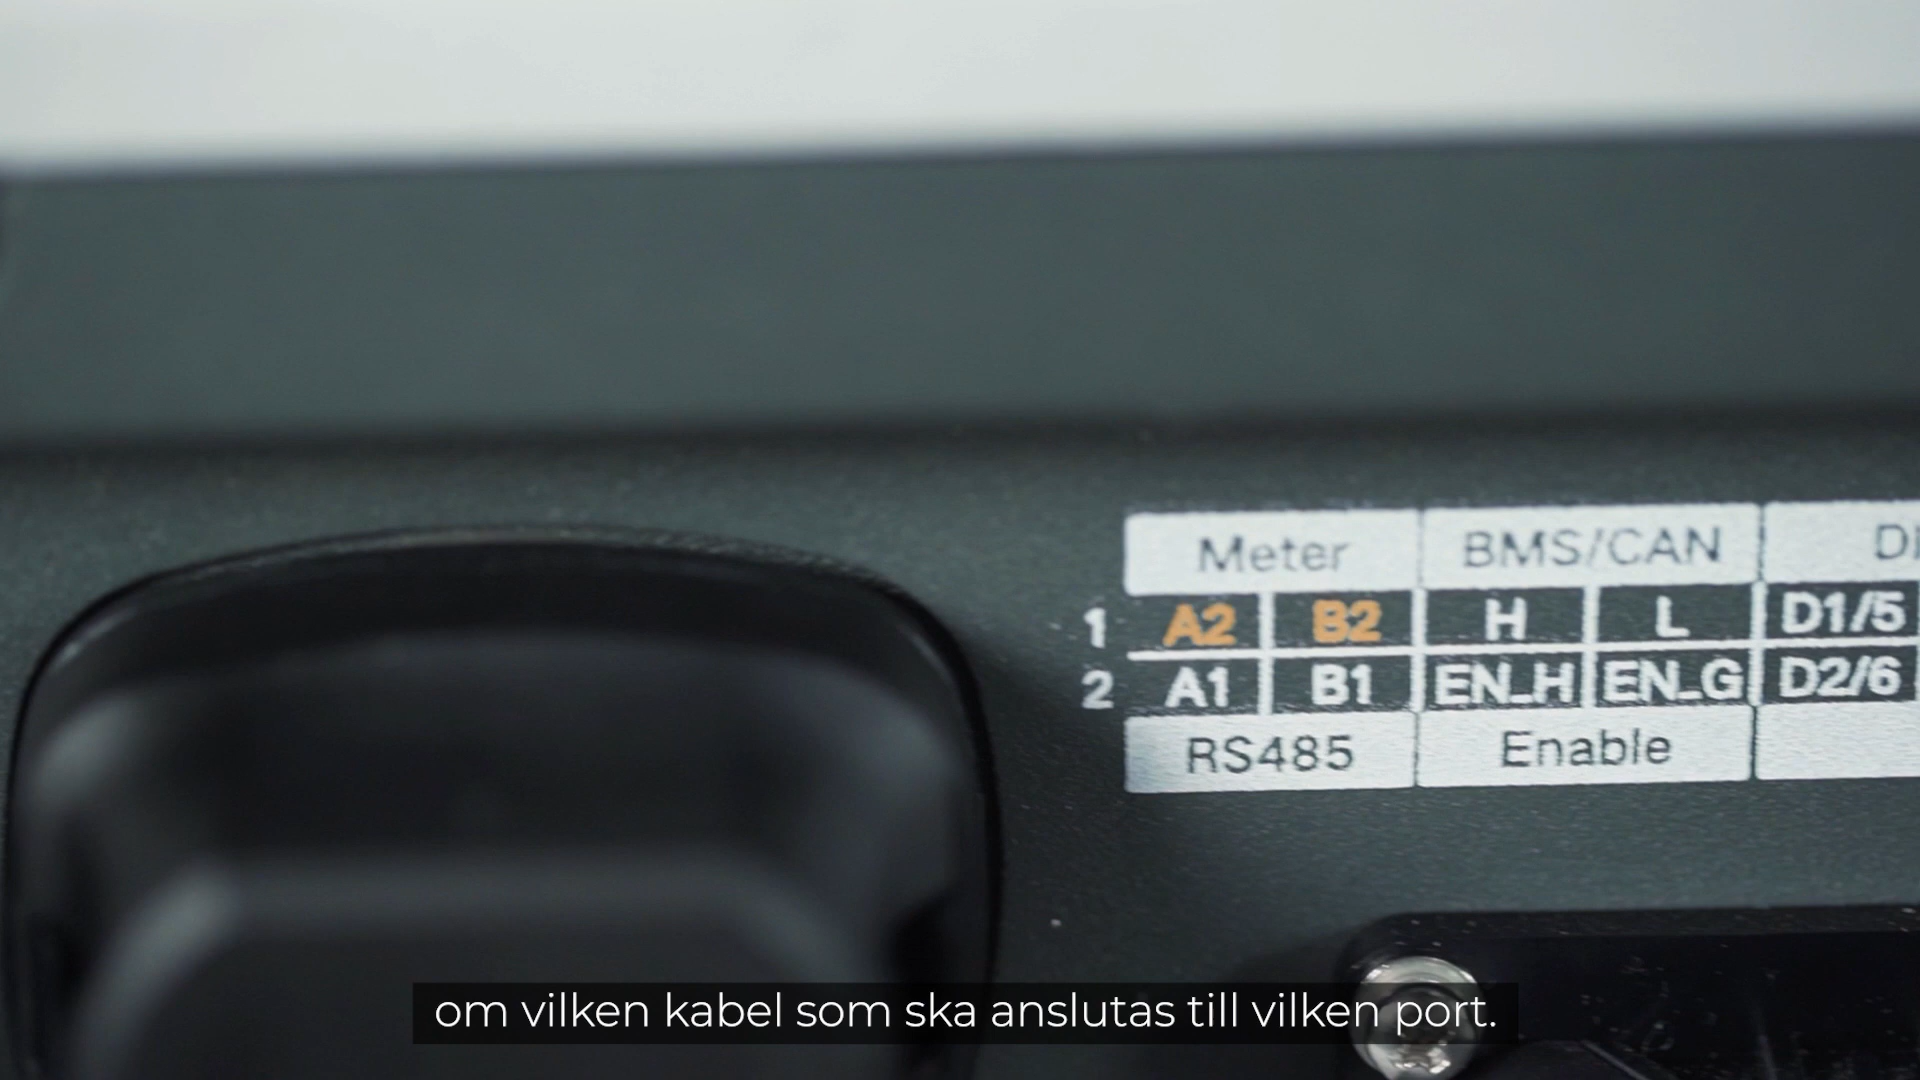 Meter BMS/CAN
1 A2 B2 H L D1/5
2 A1 B1 EN_H EN_G D2/6
RS485 Enable
om vilken kabel som ska anslutas till vilken port.